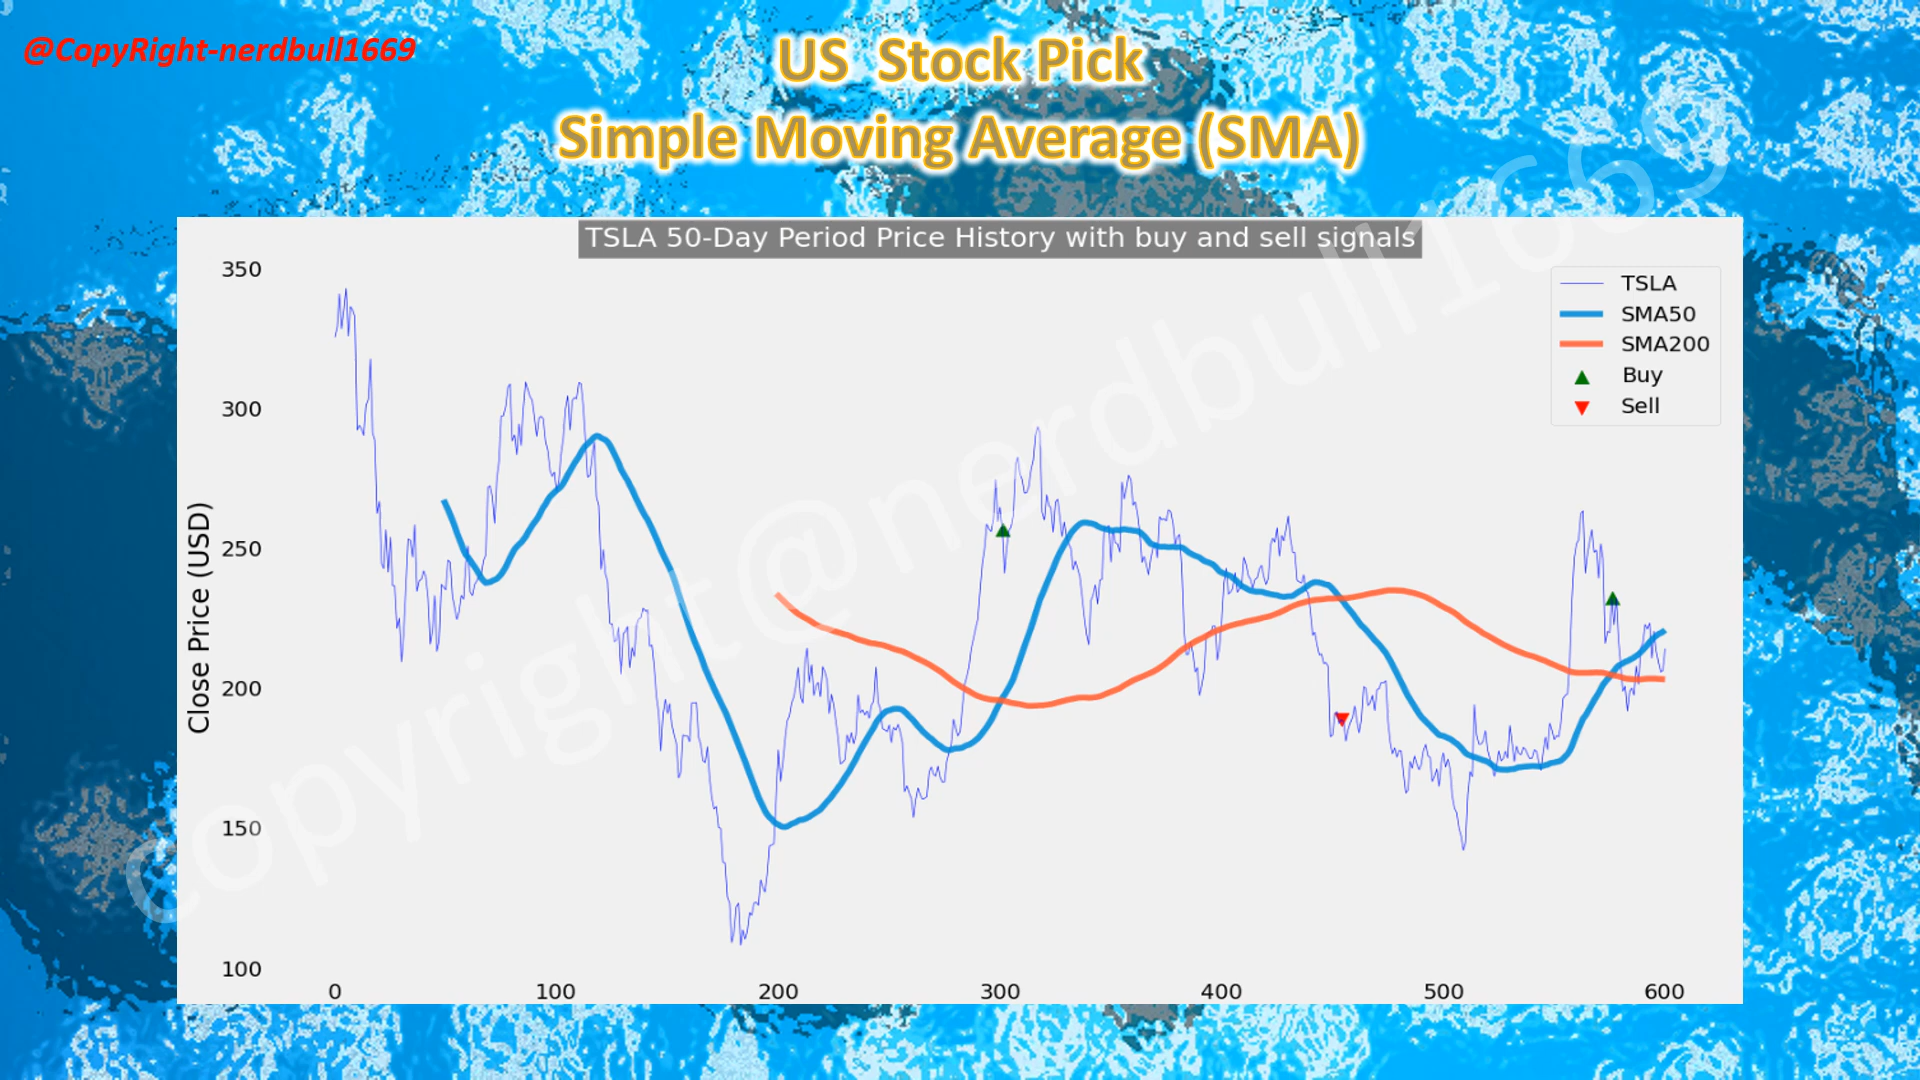 @CopyRight-nerdbull1669
US Stock Pick
Simple Moving Average (SMA)
TSLA 50-Day Period Price History with buy and sell signals
350
300
250
200
150
100
Close Price (USD)
0 100 200 300 400 500 600
TSLA
SMA50
SMA200
Buy
Sell
copyright@nerdbull1669